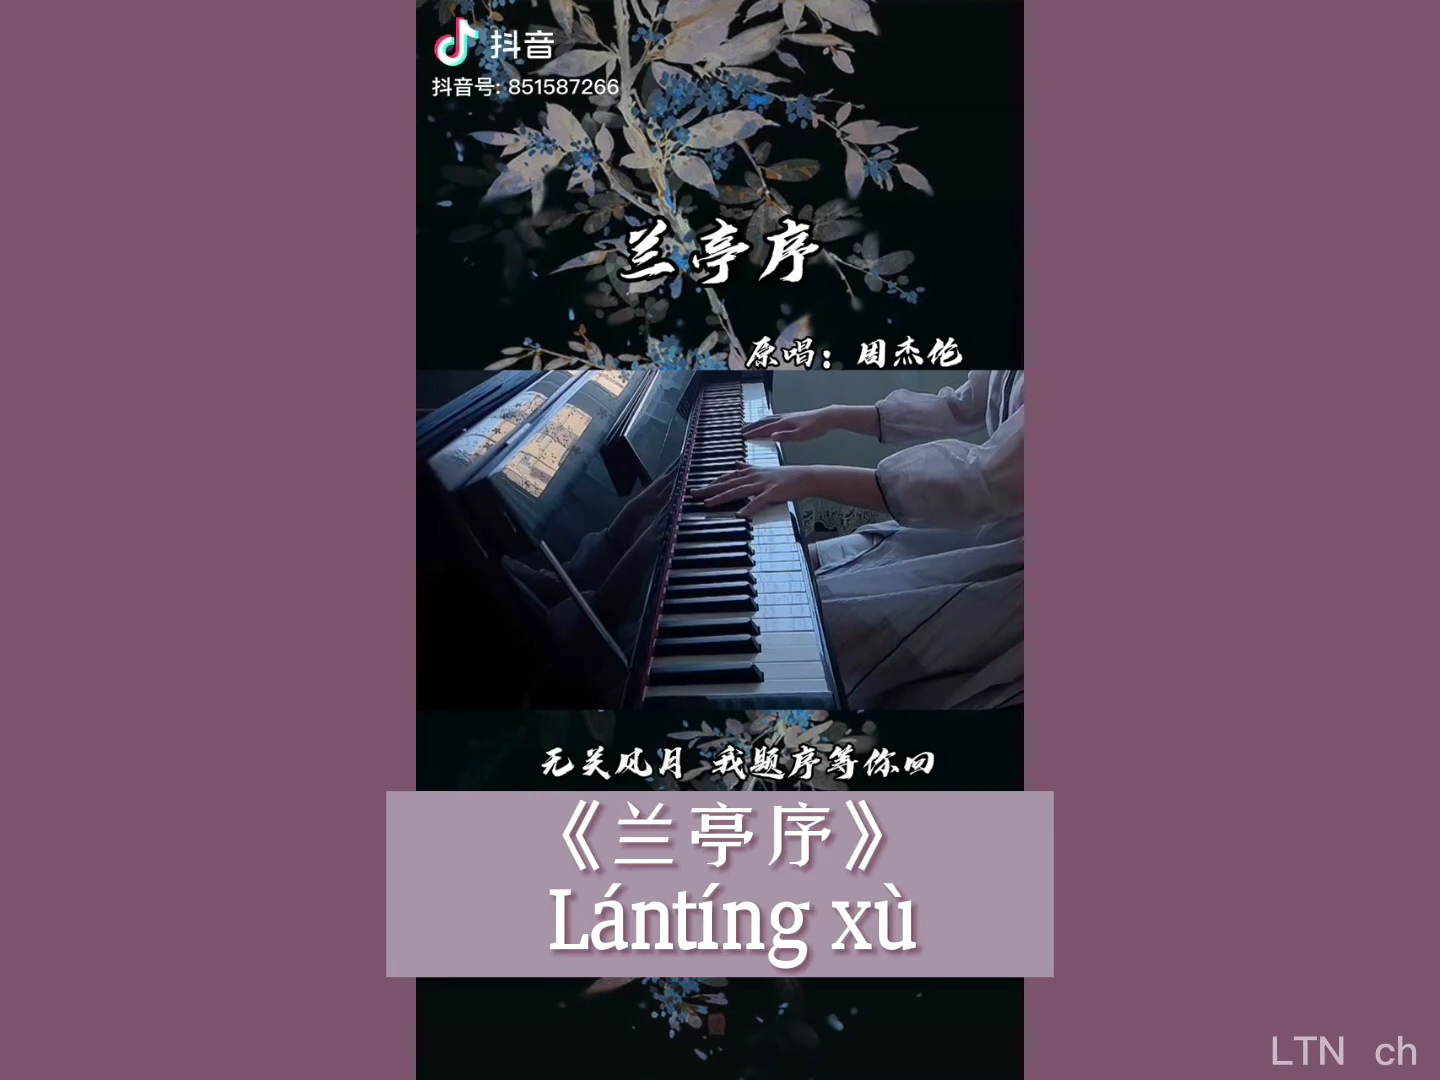 抖音
抖音号: 851587266
兰亭序
原唱：周杰伦
无关风月 我题序等你回
《兰亭序》
Lántíng xù
LTN ch